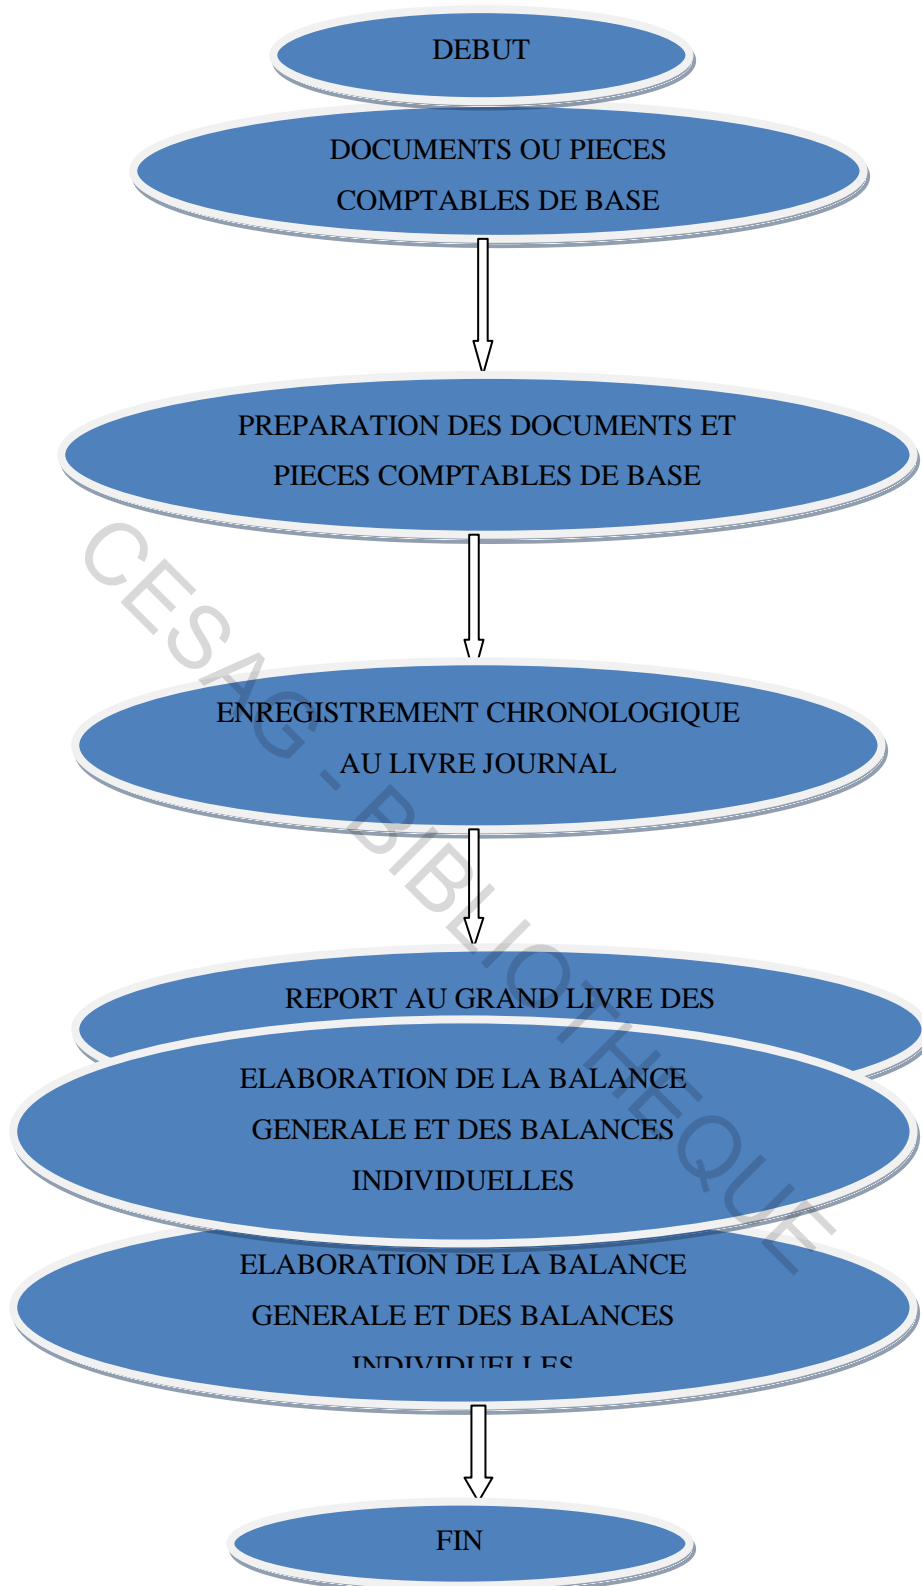 DEBUT
DOCUMENTS OU PIECES
COMPTABLES DE BASE
PREPARATION DES DOCUMENTS ET
PIECES COMPTABLES DE BASE
ENREGISTREMENT CHRONOLOGIQUE
AU LIVRE JOURNAL
REPORT AU GRAND LIVRE DES
ELABORATION DE LA BALANCE
GENERALE ET DES BALANCES
INDIVIDUELLES
ELABORATION DE LA BALANCE
GENERALE ET DES BALANCES
INDIVIDUELLES
FIN
CESAG - BIBLIOTHEQUE